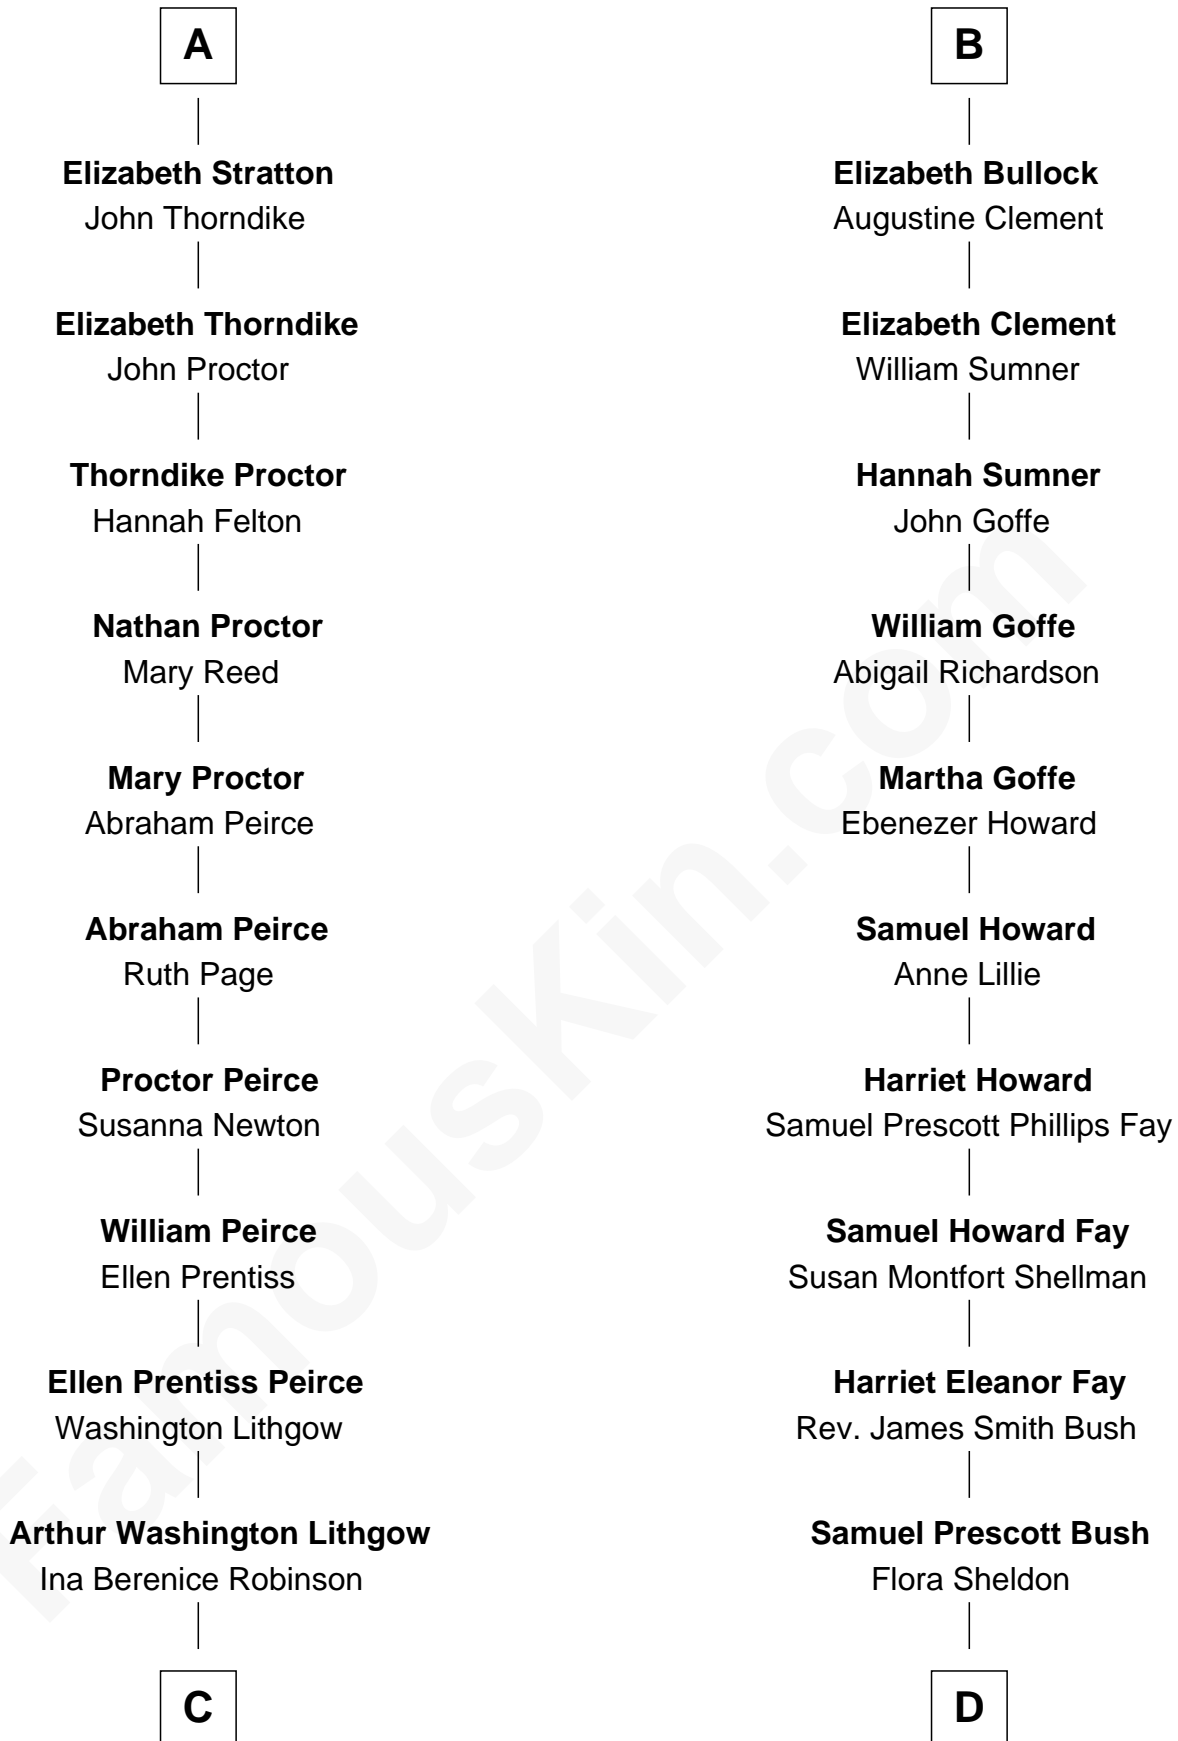 A
Elizabeth Stratton
John Thorndike
Elizabeth Thorndike
John Proctor
Thorndike Proctor
Hannah Felton
Nathan Proctor
Mary Reed
Mary Proctor
Abraham Peirce
Abraham Peirce
Ruth Page
Proctor Peirce
Susanna Newton
William Peirce
Ellen Prentiss
Ellen Prentiss Peirce
Washington Lithgow
Arthur Washington Lithgow
Ina Berenice Robinson
C
B
Elizabeth Bullock
Augustine Clement
Elizabeth Clement
William Sumner
Hannah Sumner
John Goffe
William Goffe
Abigail Richardson
Martha Goffe
Ebenezer Howard
Samuel Howard
Anne Lillie
Harriet Howard
Samuel Prescott Phillips Fay
Samuel Howard Fay
Susan Montfort Shellman
Harriet Eleanor Fay
Rev. James Smith Bush
Samuel Prescott Bush
Flora Sheldon
D
FamousKin.com